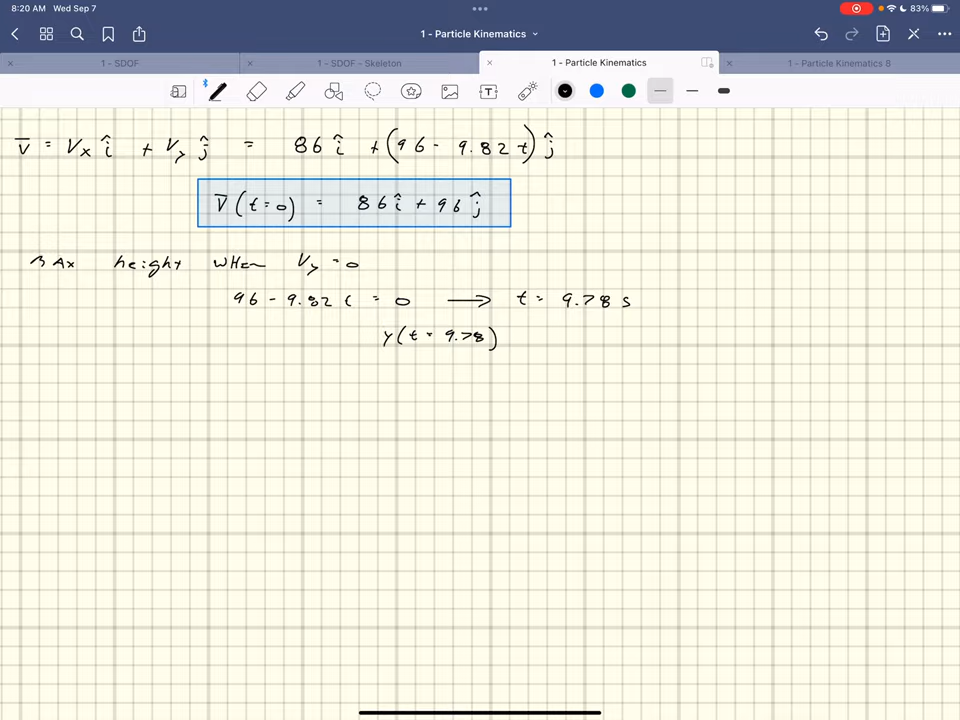 8:20 AM Wed Sep 7
83%
1 - Particle Kinematics
1 - SDOF
1 - SDOF - Skeleton
1 - Particle Kinematics
1 - Particle Kinematics 8
T
v̄ = Vx î + Vy ĵ = 86 î + (96 - 9.82 t) ĵ
v̄(t=0) = 86 î + 96 ĵ
MAx height WHen Vy = 0
96 - 9.82 t = 0 → t = 9.78 s
y(t = 9.78)